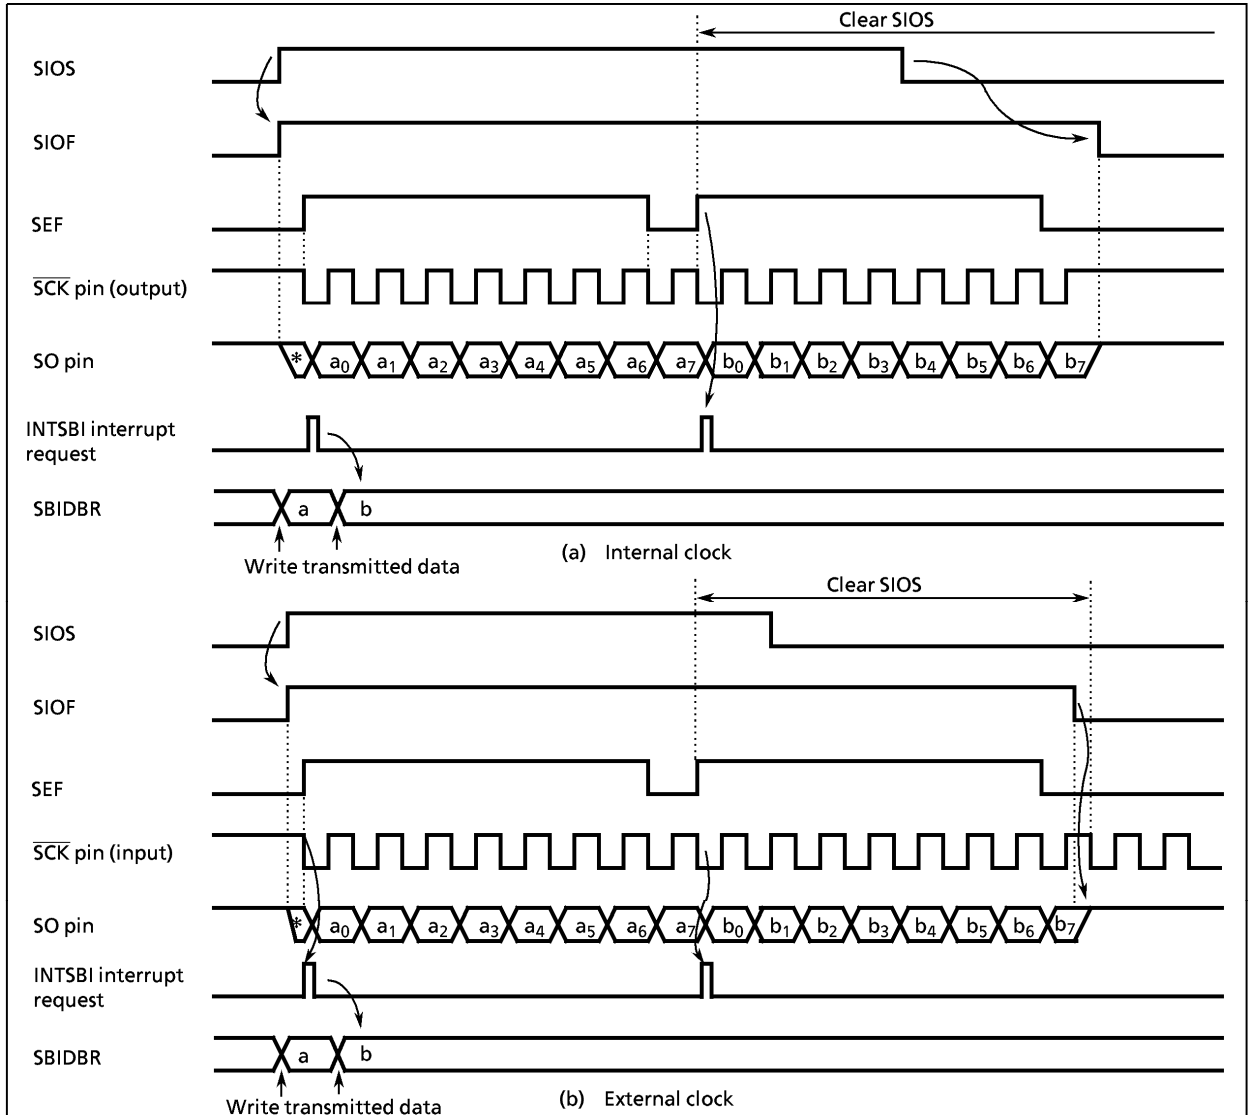 Clear SIOS
SIOS
SIOF
SEF
SCK pin (output)
SO pin
* a0 a1 a2 a3 a4 a5 a6 a7 b0 b1 b2 b3 b4 b5 b6 b7
INTSBI interrupt
request
SBIDBR
a b
Write transmitted data
(a) Internal clock
Clear SIOS
SIOS
SIOF
SEF
SCK pin (input)
SO pin
* a0 a1 a2 a3 a4 a5 a6 a7 b0 b1 b2 b3 b4 b5 b6 b7
INTSBI interrupt
request
SBIDBR
a b
Write transmitted data
(b) External clock